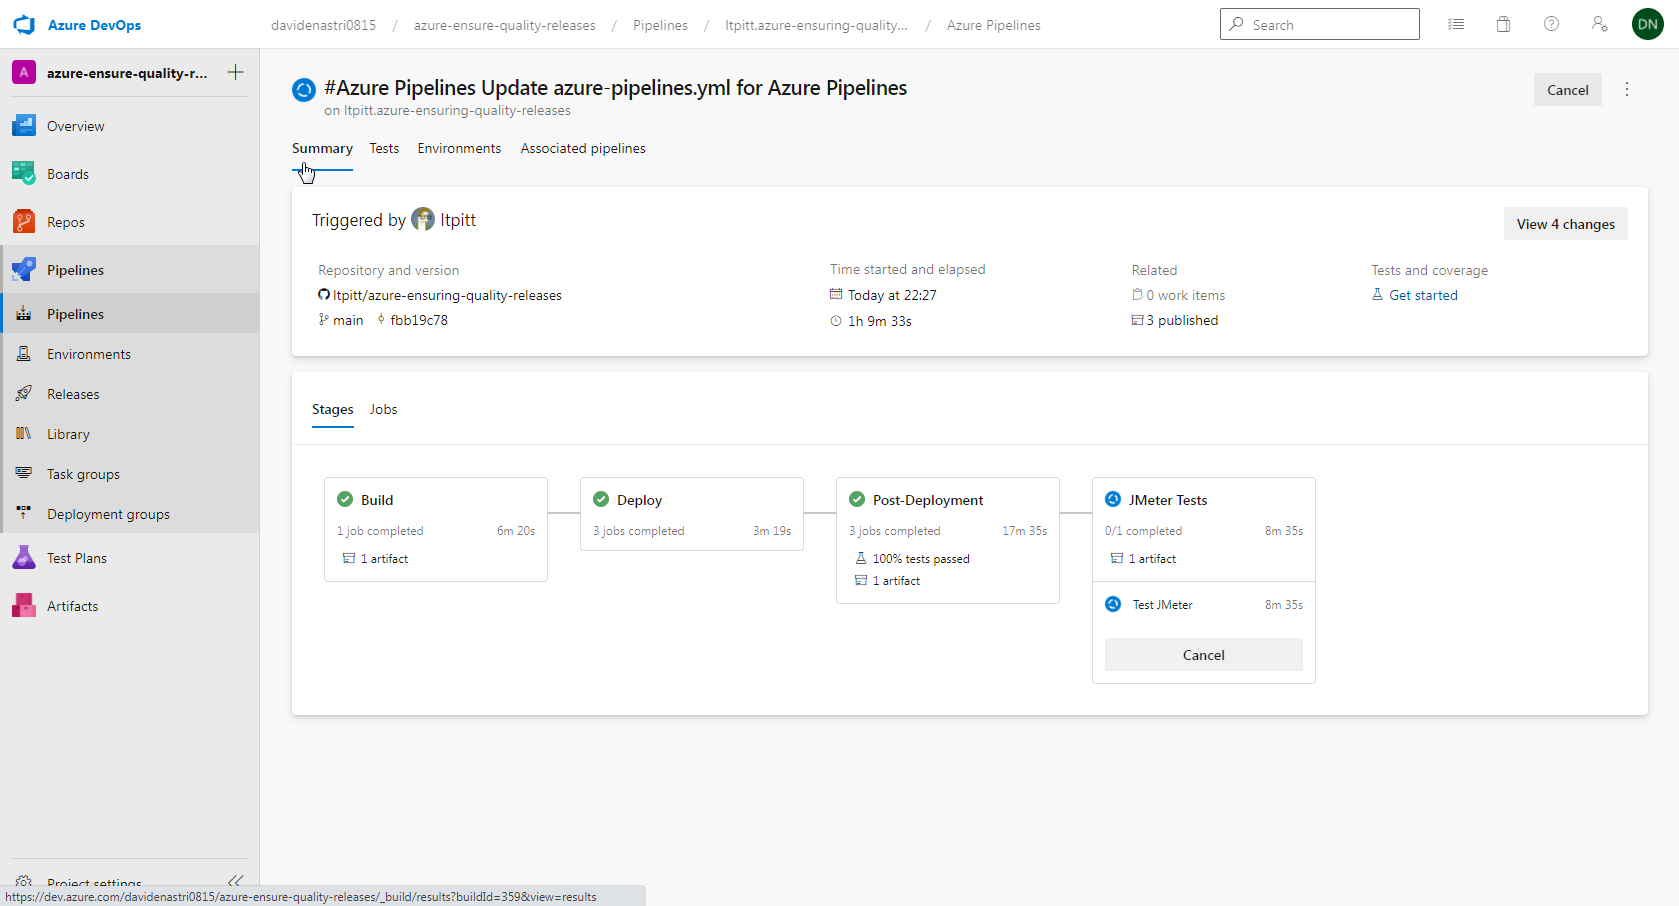 Azure DevOps
davidenastri0815 / azure-ensure-quality-releases / Pipelines / ltpitt.azure-ensuring-quality... / Azure Pipelines
Search
DN
A azure-ensure-quality-r...
Overview
Boards
Repos
Pipelines
Pipelines
Environments
Releases
Library
Task groups
Deployment groups
Test Plans
Artifacts
Project settings
#Azure Pipelines Update azure-pipelines.yml for Azure Pipelines
on ltpitt.azure-ensuring-quality-releases
Cancel
Summary Tests Environments Associated pipelines
Triggered by ltpitt
View 4 changes
Repository and version
ltpitt/azure-ensuring-quality-releases
main fbb19c78
Time started and elapsed
Today at 22:27
1h 9m 33s
Related
0 work items
3 published
Tests and coverage
Get started
Stages Jobs
Build
1 job completed 6m 20s
1 artifact
Deploy
3 jobs completed 3m 19s
Post-Deployment
3 jobs completed 17m 35s
100% tests passed
1 artifact
JMeter Tests
0/1 completed 8m 35s
1 artifact
Test JMeter 8m 35s
Cancel
https://dev.azure.com/davidenastri0815/azure-ensure-quality-releases/_build/results?buildId=359&view=results